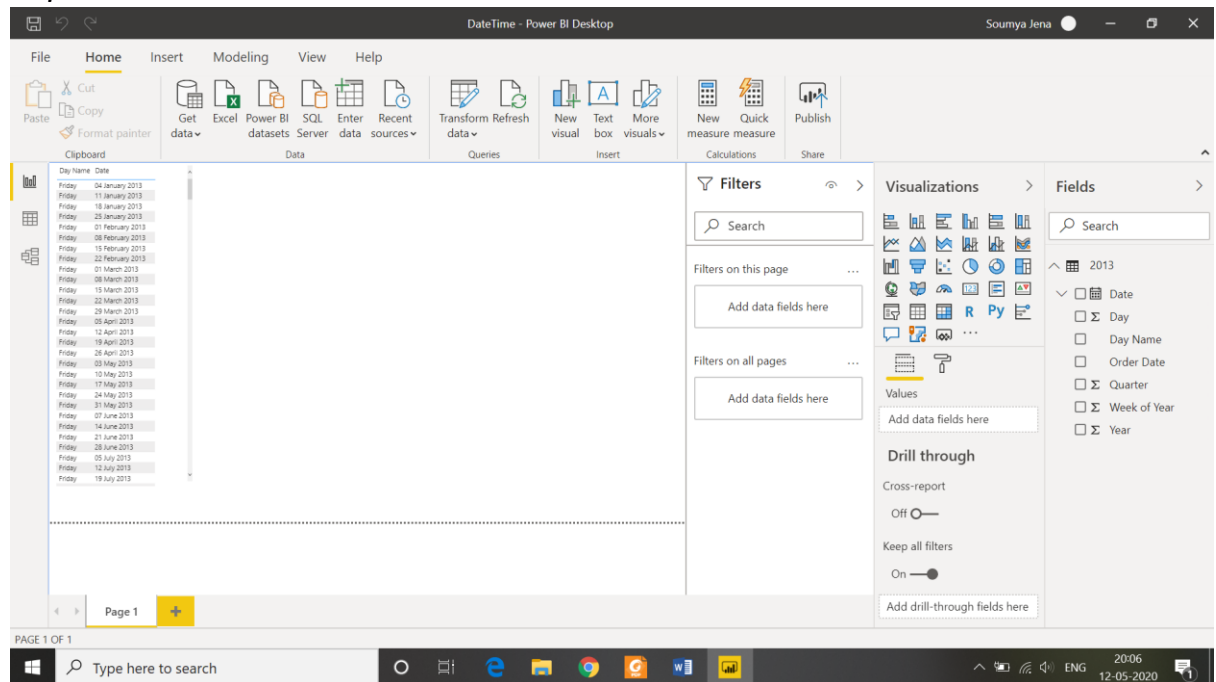 DateTime - Power BI Desktop
Soumya Jena
File Home Insert Modeling View Help
Paste
Cut
Copy
Format painter
Get data
Excel
Power BI datasets
SQL Server
Enter data
Recent sources
Transform data
Refresh
New visual
Text box
More visuals
New measure
Quick measure
Publish
Clipboard
Data
Queries
Insert
Calculations
Share
Day Name Date
Friday 04 January 2013
Friday 11 January 2013
Friday 18 January 2013
Friday 25 January 2013
Friday 01 February 2013
Friday 08 February 2013
Friday 15 February 2013
Friday 22 February 2013
Friday 01 March 2013
Friday 08 March 2013
Friday 15 March 2013
Friday 22 March 2013
Friday 29 March 2013
Friday 05 April 2013
Friday 12 April 2013
Friday 19 April 2013
Friday 26 April 2013
Friday 03 May 2013
Friday 10 May 2013
Friday 17 May 2013
Friday 24 May 2013
Friday 31 May 2013
Friday 07 June 2013
Friday 14 June 2013
Friday 21 June 2013
Friday 28 June 2013
Friday 05 July 2013
Friday 12 July 2013
Friday 19 July 2013
Filters
Search
Filters on this page ...
Add data fields here
Filters on all pages ...
Add data fields here
Visualizations
123
R Py
...
Values
Add data fields here
Drill through
Cross-report
Off
Keep all filters
On
Add drill-through fields here
Fields
Search
2013
Date
Σ Day
Day Name
Order Date
Σ Quarter
Σ Week of Year
Σ Year
Page 1
PAGE 1 OF 1
Type here to search
ENG
20:06
12-05-2020
1